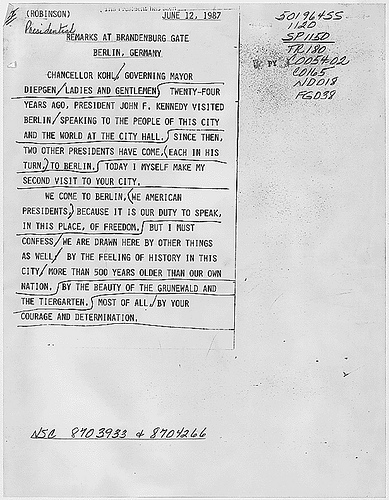 (ROBINSON)
JUNE 12, 1987
Presidential
REMARKS AT BRANDENBURG GATE
BERLIN, GERMANY
CHANCELLOR KOHL/ GOVERNING MAYOR
DIEPGEN/ LADIES AND GENTLEMEN/ TWENTY-FOUR
YEARS AGO, PRESIDENT JOHN F. KENNEDY VISITED
BERLIN/ SPEAKING TO THE PEOPLE OF THIS CITY
AND THE WORLD AT THE CITY HALL./ SINCE THEN,
TWO OTHER PRESIDENTS HAVE COME,(EACH IN HIS
TURN,) TO BERLIN./ TODAY I MYSELF MAKE MY
SECOND VISIT TO YOUR CITY.
WE COME TO BERLIN,(WE AMERICAN
PRESIDENTS,) BECAUSE IT IS OUR DUTY TO SPEAK,
IN THIS PLACE, OF FREEDOM./ BUT I MUST
CONFESS/ WE ARE DRAWN HERE BY OTHER THINGS
AS WELL/ BY THE FEELING OF HISTORY IN THIS
CITY/ MORE THAN 500 YEARS OLDER THAN OUR OWN
NATION./ BY THE BEAUTY OF THE GRUNEWALD AND
THE TIERGARTEN./ MOST OF ALL,/ BY YOUR
COURAGE AND DETERMINATION.
501964SS
1120
SP1150
TR180
CO054-02
CO165
ND018
FG038
NSC 8703933 & 8704266